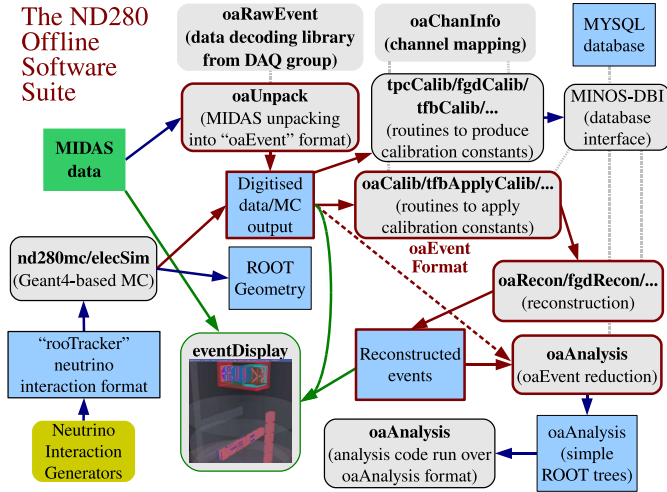 The ND280
Offline
Software
Suite
oaRawEvent
(data decoding library
from DAQ group)
oaChanInfo
(channel mapping)
MYSQL
database
oaUnpack
(MIDAS unpacking
into “oaEvent” format)
tpcCalib/fgdCalib/
tfbCalib/...
(routines to produce
calibration constants)
MINOS-DBI
(database
interface)
MIDAS
data
Digitised
data/MC
output
oaCalib/tfbApplyCalib/...
(routines to apply
calibration constants)
oaEvent
Format
nd280mc/elecSim
(Geant4-based MC)
ROOT
Geometry
oaRecon/fgdRecon/...
(reconstruction)
“rooTracker”
neutrino
interaction format
eventDisplay
Reconstructed
events
oaAnalysis
(oaEvent reduction)
Neutrino
Interaction
Generators
oaAnalysis
(analysis code run over
oaAnalysis format)
oaAnalysis
(simple
ROOT trees)